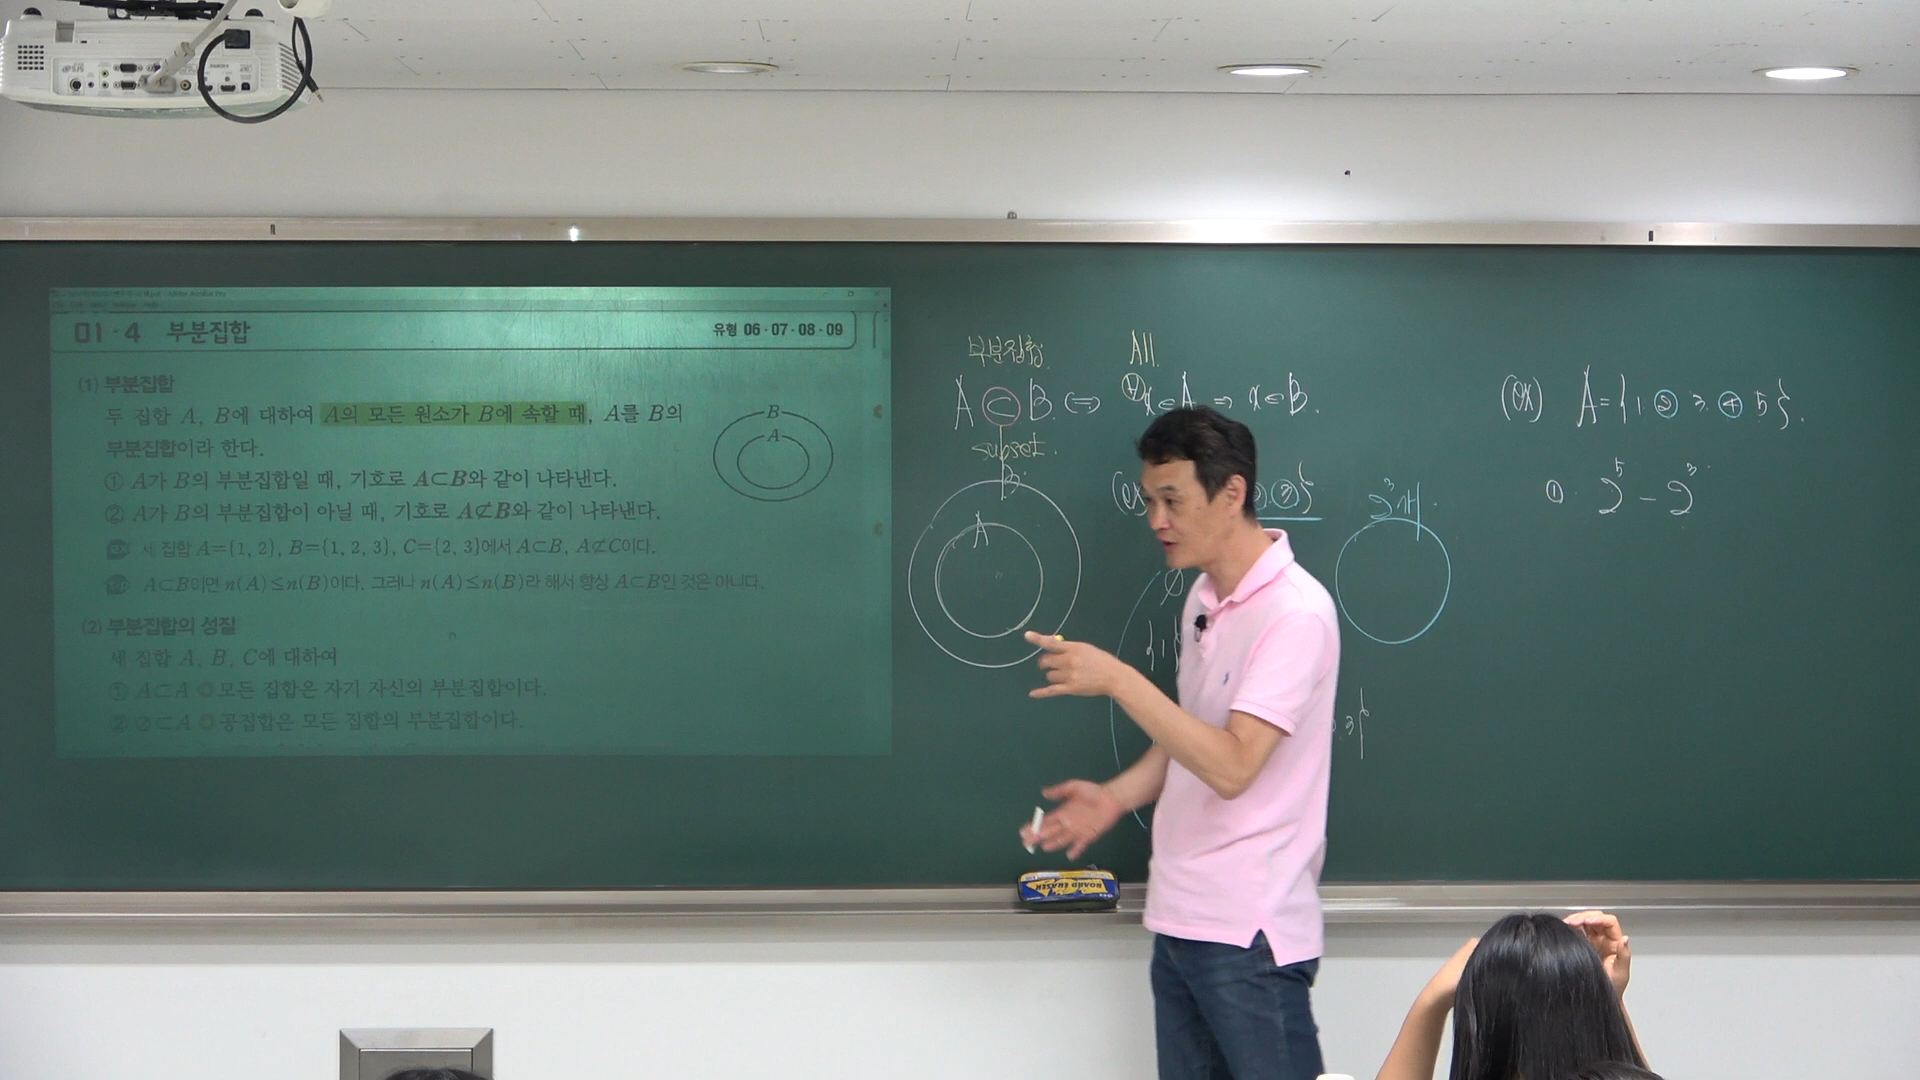 01·4 부분집합
유형 06·07·08·09
(1) 부분집합
두 집합 A, B에 대하여 A의 모든 원소가 B에 속할 때, A를 B의
부분집합이라 한다.
B
A
① A가 B의 부분집합일 때, 기호로 A⊂B와 같이 나타낸다.
② A가 B의 부분집합이 아닐 때, 기호로 A⊄B와 같이 나타낸다.
세 집합 A={1, 2}, B={1, 2, 3}, C={2, 3}에서 A⊂B, A⊄C이다.
A⊂B이면 n(A)≤n(B)이다. 그러나 n(A)≤n(B)라 해서 항상 A⊂B인 것은 아니다.
(2) 부분집합의 성질
세 집합 A, B, C에 대하여
① A⊂A 모든 집합은 자기 자신의 부분집합이다.
② ∅⊂A 공집합은 모든 집합의 부분집합이다.
부분집합.
All.
A ⊂ B. ⇔ ∀x∈A ⇒ x∈B.
subset.
B
A
(ex
③}
2³개.
∅
{1}
3}
(ex) A={1. ② 3. ④ 5}.
① 2⁵ - 2³
BOARD ERASER